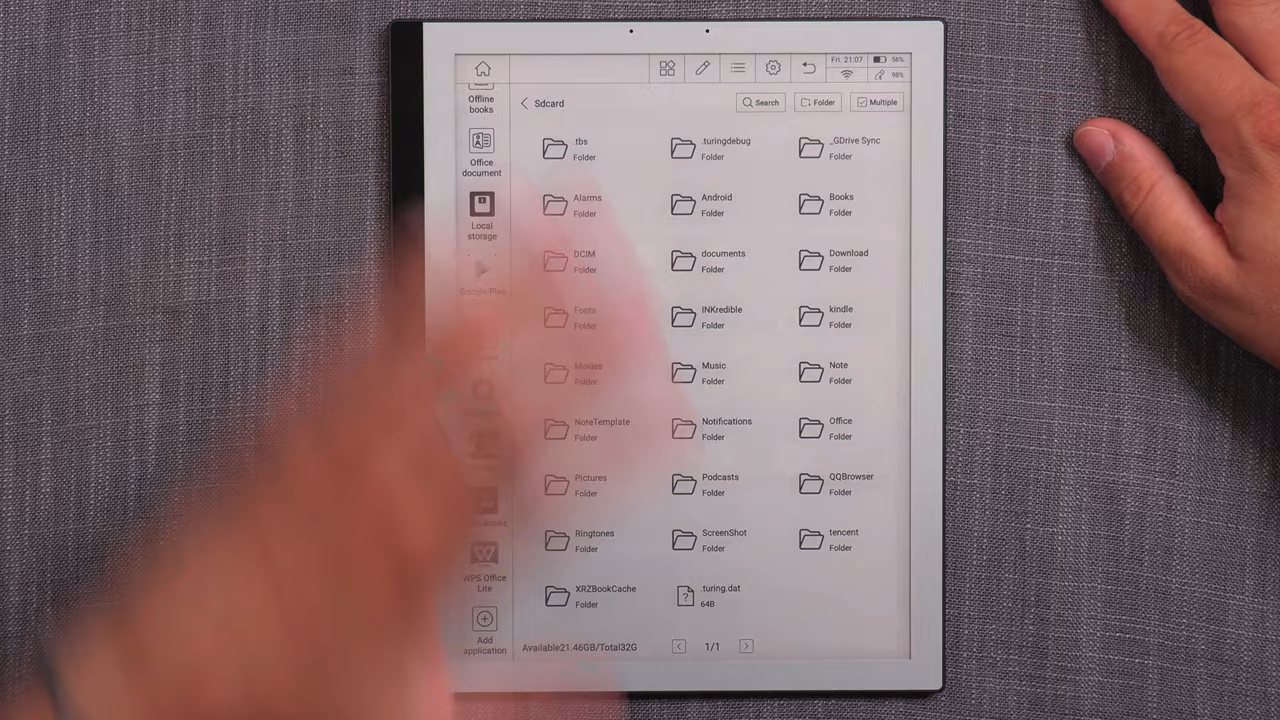 Fri. 21:07 56%
98%
Offline
books
Office
document
Local
storage
Google Play
WPS Office
Lite
Add
application
Sdcard
Search
Folder
Multiple
.tbs
Folder
.turingdebug
Folder
_GDrive Sync
Folder
Alarms
Folder
Android
Folder
Books
Folder
DCIM
Folder
documents
Folder
Download
Folder
Fonts
Folder
INKredible
Folder
kindle
Folder
Movies
Folder
Music
Folder
Note
Folder
NoteTemplate
Folder
Notifications
Folder
Office
Folder
Pictures
Folder
Podcasts
Folder
QQBrowser
Folder
Ringtones
Folder
ScreenShot
Folder
tencent
Folder
XRZBookCache
Folder
.turing.dat
64B
Available21.46GB/Total32G
1/1